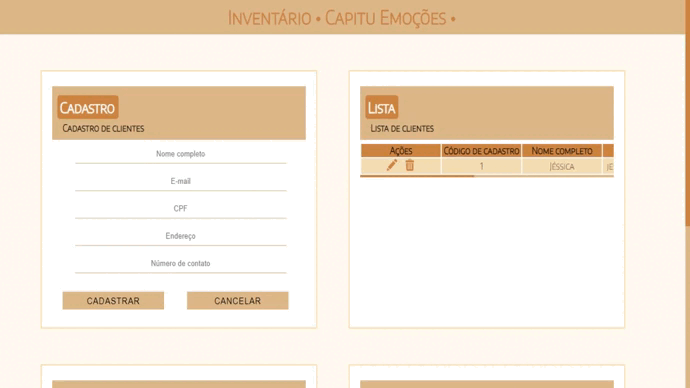 Inventário • Capitu Emoções •
Cadastro
Cadastro de clientes
Nome completo
E-mail
CPF
Endereço
Número de contato
CADASTRAR CANCELAR
Lista
Lista de clientes
Ações Código de cadastro Nome completo
1 Jéssica JE